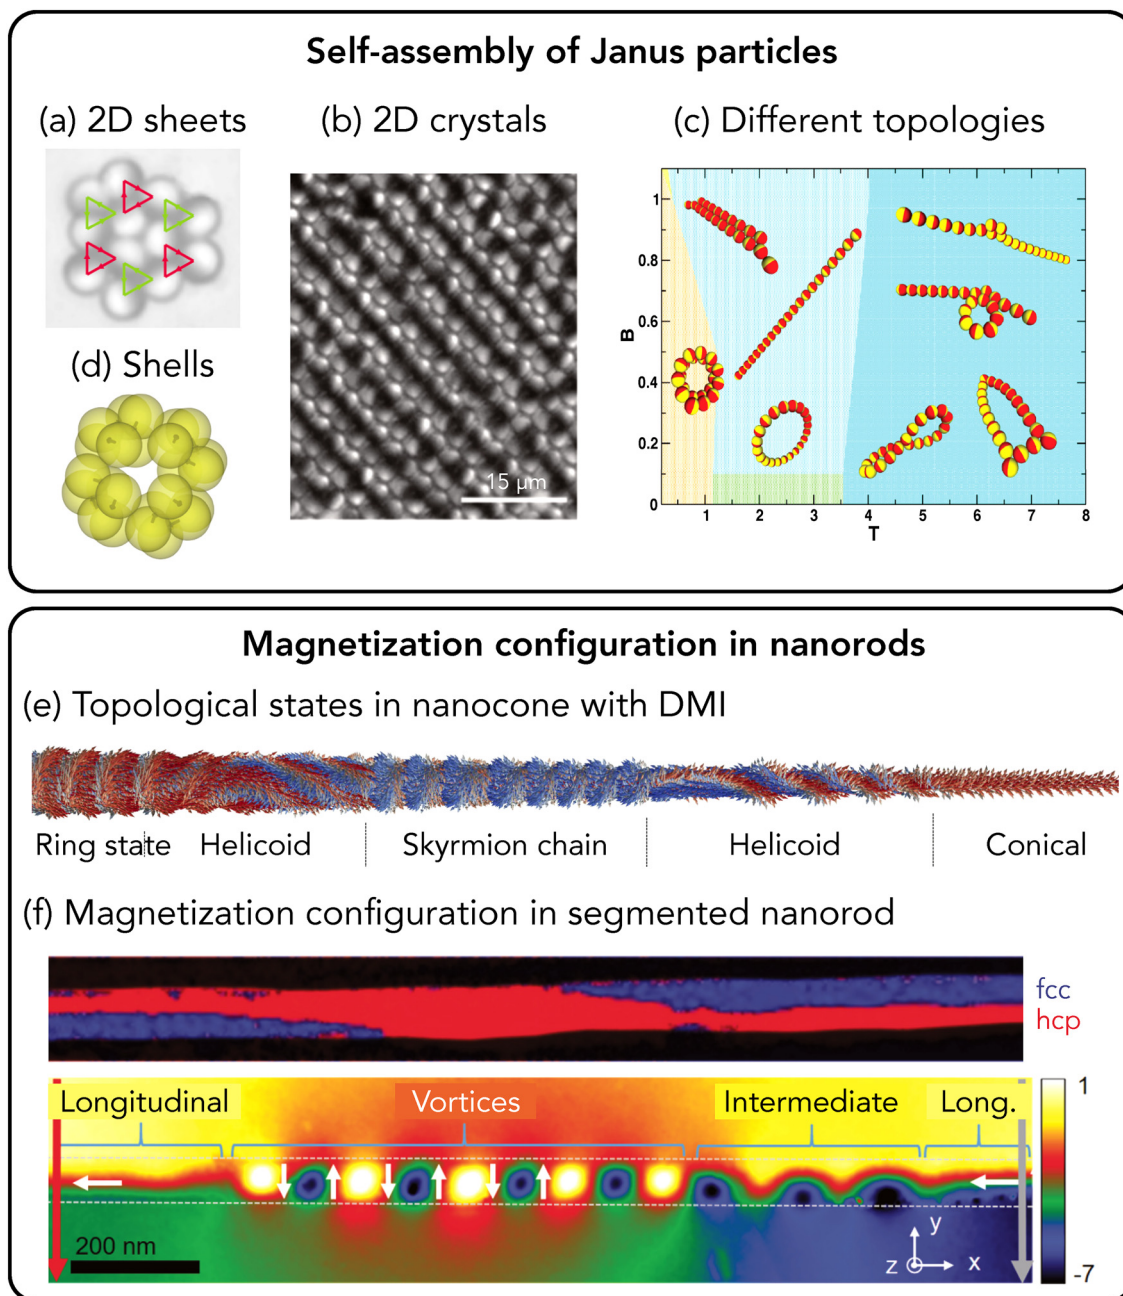 Self-assembly of Janus particles
(a) 2D sheets
(b) 2D crystals
(c) Different topologies
(d) Shells
15 μm
B
1
0.8
0.6
0.4
0.2
0
1 2 3 4 5 6 7 8
T
Magnetization configuration in nanorods
(e) Topological states in nanocone with DMI
Ring state Helicoid Skyrmion chain Helicoid Conical
(f) Magnetization configuration in segmented nanorod
fcc
hcp
Longitudinal Vortices Intermediate Long.
1
-7
200 nm
y
z x